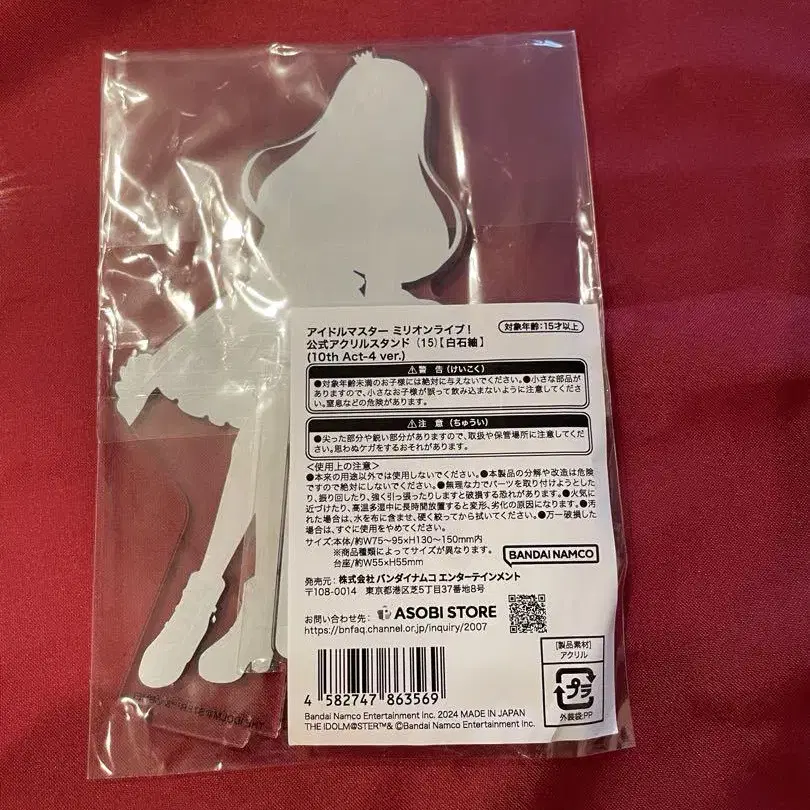 アイドルマスター ミリオンライブ！
対象年齢:15才以上
公式アクリルスタンド（15）【白石紬】
(10th Act-4 ver.)
⚠警 告（けいこく）
●対象年齢未満のお子様には絶対に与えないでください。●小さな部品が
ありますので、小さなお子様が誤って飲み込まないように注意してくださ
い。窒息などの危険があります。
⚠注 意（ちゅうい）
●尖った部分や鋭い部分がありますので、取扱や保管場所に注意してくだ
さい。思わぬケガをするおそれがあります。
＜使用上の注意＞
●本来の用途以外では使用しないでください。●本製品の分解や改造は危険
ですので絶対にしないでください。●無理な力でパーツを取り付けようとした
り、振り回したり、強く引っ張ったりしますと破損する恐れがあります。●火気に
近づけたり、高温多湿中に長時間放置すると変形、劣化の原因になります。●汚
れた場合は、水を布に含ませ、硬く絞ってから拭いてください。●万一破損した
場合は、すぐに使用をやめてください。
サイズ:本体/約W75～95×H130～150mm内
※商品種類によってサイズが異なります。
台座/約W55×H55mm
BANDAI NAMCO
発売元：株式会社 バンダイナムコ エンターテインメント
〒108-0014 東京都港区芝5丁目37番地8号
お問い合わせ先： ASOBI STORE
https://bnfaq.channel.or.jp/inquiry/2007
[製品素材]
アクリル
プラ
外装袋:PP
4 582747 863569
Bandai Namco Entertainment Inc. 2024 MADE IN JAPAN
THE IDOLM@STER™& ©Bandai Namco Entertainment Inc.